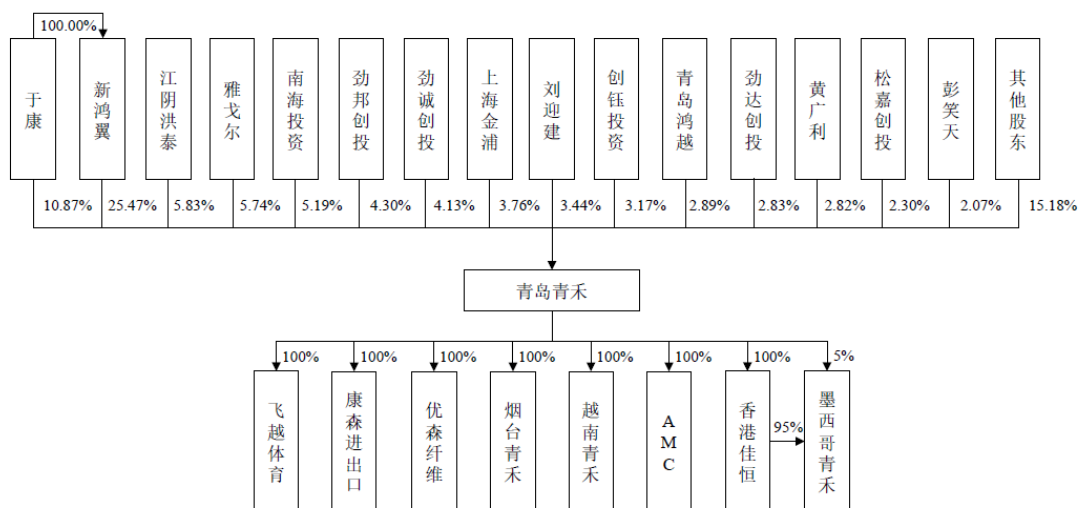 100.00%
于康
新鸿翼
江阴洪泰
雅戈尔
南海投资
劲邦创投
劲诚创投
上海金浦
刘迎建
创钰投资
青岛鸿越
劲达创投
黄广利
松嘉创投
彭笑天
其他股东
10.87%
25.47%
5.83%
5.74%
5.19%
4.30%
4.13%
3.76%
3.44%
3.17%
2.89%
2.83%
2.82%
2.30%
2.07%
15.18%
青岛青禾
100%
100%
100%
100%
100%
100%
100%
5%
飞越体育
康森进出口
优森纤维
烟台青禾
越南青禾
AMC
香港佳恒
95%
墨西哥青禾